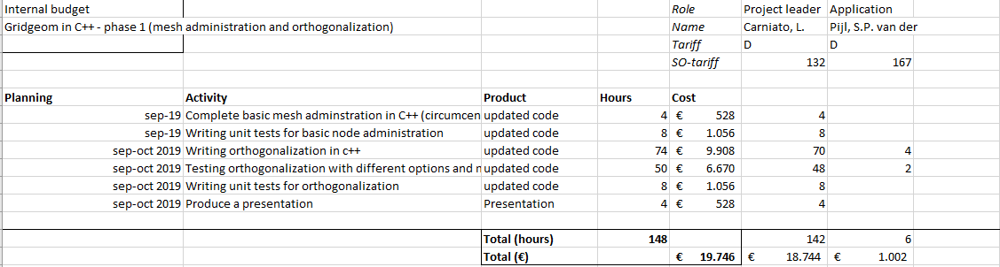 Internal budget Role Project leader Application
Gridgeom in C++ - phase 1 (mesh administration and orthogonalization) Name Carniato, L. Pijl, S.P. van der
Tariff D D
SO-tariff 132 167
Planning Activity Product Hours Cost
sep-19 Complete basic mesh adminstration in C++ (circumcen updated code 4 € 528 4
sep-19 Writing unit tests for basic node administration updated code 8 € 1.056 8
sep-oct 2019 Writing orthogonalization in c++ updated code 74 € 9.908 70 4
sep-oct 2019 Testing orthogonalization with different options and n updated code 50 € 6.670 48 2
sep-oct 2019 Writing unit tests for orthogonalization updated code 8 € 1.056 8
sep-oct 2019 Produce a presentation Presentation 4 € 528 4
Total (hours) 148 142 6
Total (€) € 19.746 € 18.744 € 1.002